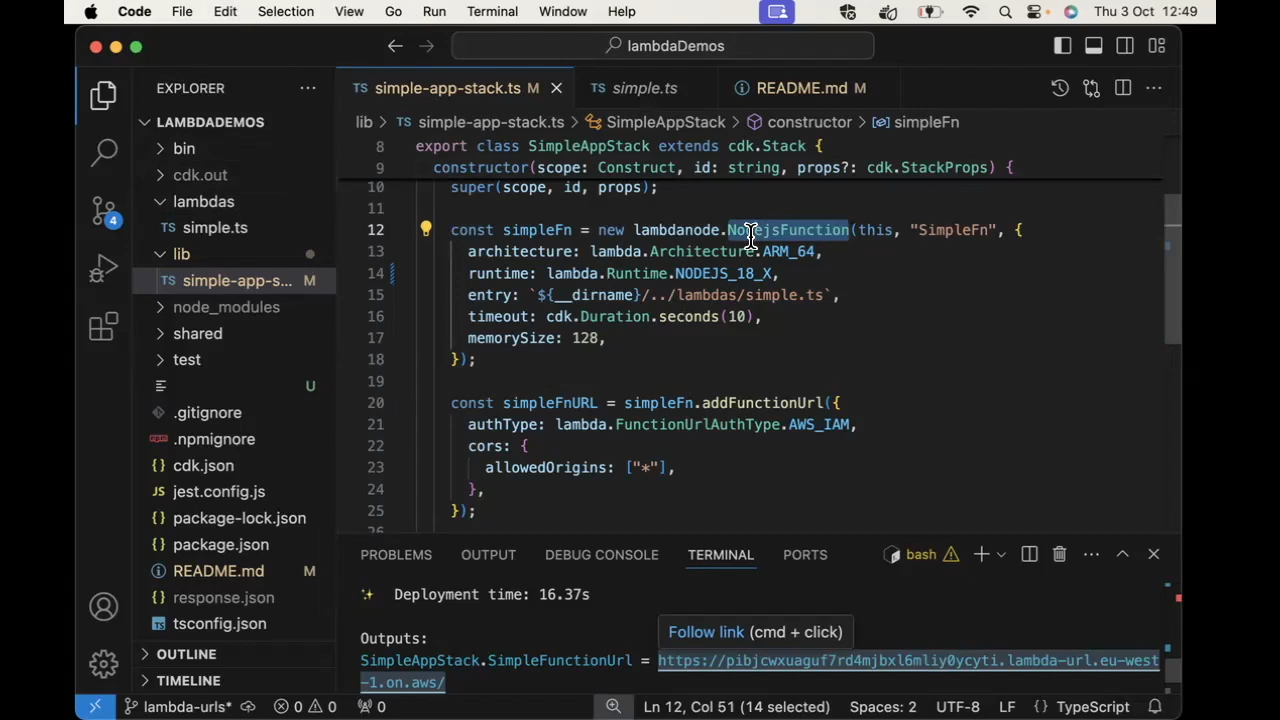 Code File Edit Selection View Go Run Terminal Window Help Thu 3 Oct 12:49
lambdaDemos
EXPLORER
LAMBDADEMOS
bin
cdk.out
lambdas
TS simple.ts
lib
TS simple-app-s... M
node_modules
shared
test
U
.gitignore
.npmignore
{} cdk.json
JS jest.config.js
{} package-lock.json
{} package.json
README.md M
{} response.json
TS tsconfig.json
OUTLINE
TIMELINE
4
TS simple-app-stack.ts M
TS simple.ts
README.md M
lib > TS simple-app-stack.ts > SimpleAppStack > constructor > simpleFn
8 export class SimpleAppStack extends cdk.Stack {
9 constructor(scope: Construct, id: string, props?: cdk.StackProps) {
10 super(scope, id, props);
11
12 const simpleFn = new lambdanode.NodejsFunction(this, "SimpleFn", {
13 architecture: lambda.Architecture.ARM_64,
14 runtime: lambda.Runtime.NODEJS_18_X,
15 entry: `${__dirname}/../lambdas/simple.ts`,
16 timeout: cdk.Duration.seconds(10),
17 memorySize: 128,
18 });
19
20 const simpleFnURL = simpleFn.addFunctionUrl({
21 authType: lambda.FunctionUrlAuthType.AWS_IAM,
22 cors: {
23 allowedOrigins: ["*"],
24 },
25 });
26
PROBLEMS OUTPUT DEBUG CONSOLE TERMINAL PORTS bash
Deployment time: 16.37s
Follow link (cmd + click)
Outputs:
SimpleAppStack.SimpleFunctionUrl = https://pibjcwxuaguf7rd4mjbxl6mliy0ycyti.lambda-url.eu-west
-1.on.aws/
lambda-urls* 0 0 0 Ln 12, Col 51 (14 selected) Spaces: 2 UTF-8 LF {} TypeScript